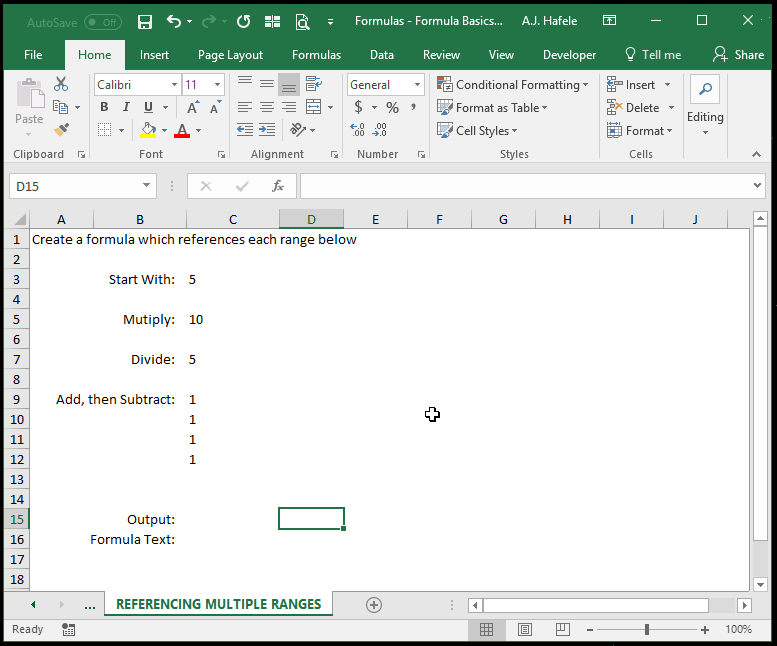 AutoSave Off Formulas - Formula Basics... A.J. Hafele
File Home Insert Page Layout Formulas Data Review View Developer Tell me Share
Paste Calibri 11 General Conditional Formatting Insert Editing
B I U A A $ % , Format as Table Delete
A .00 .0 Cell Styles Format
Clipboard Font Alignment Number Styles Cells
D15 fx
A B C D E F G H I J
1 Create a formula which references each range below
2
3 Start With: 5
4
5 Mutiply: 10
6
7 Divide: 5
8
9 Add, then Subtract: 1
10 1
11 1
12 1
13
14
15 Output:
16 Formula Text:
17
18
... REFERENCING MULTIPLE RANGES
Ready 100%